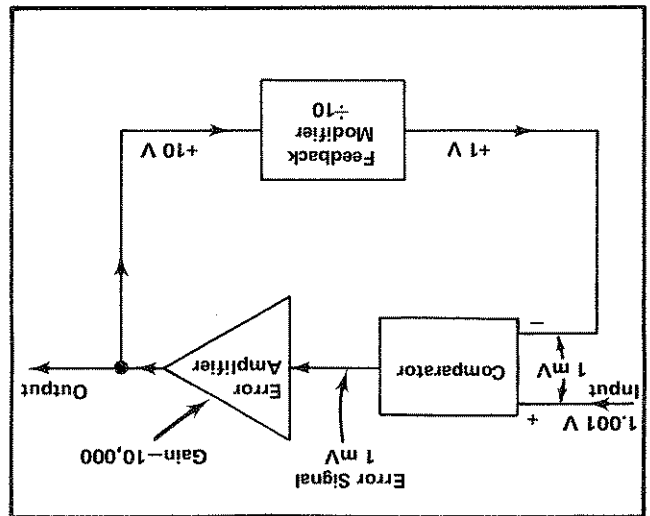 Error Signal
1 mV
Gain—10,000
1.001 V
Input
+
1 mV
−
Comparator
Error
Amplifier
Output
+1 V
Feedback
Modifier
÷10
+10 V